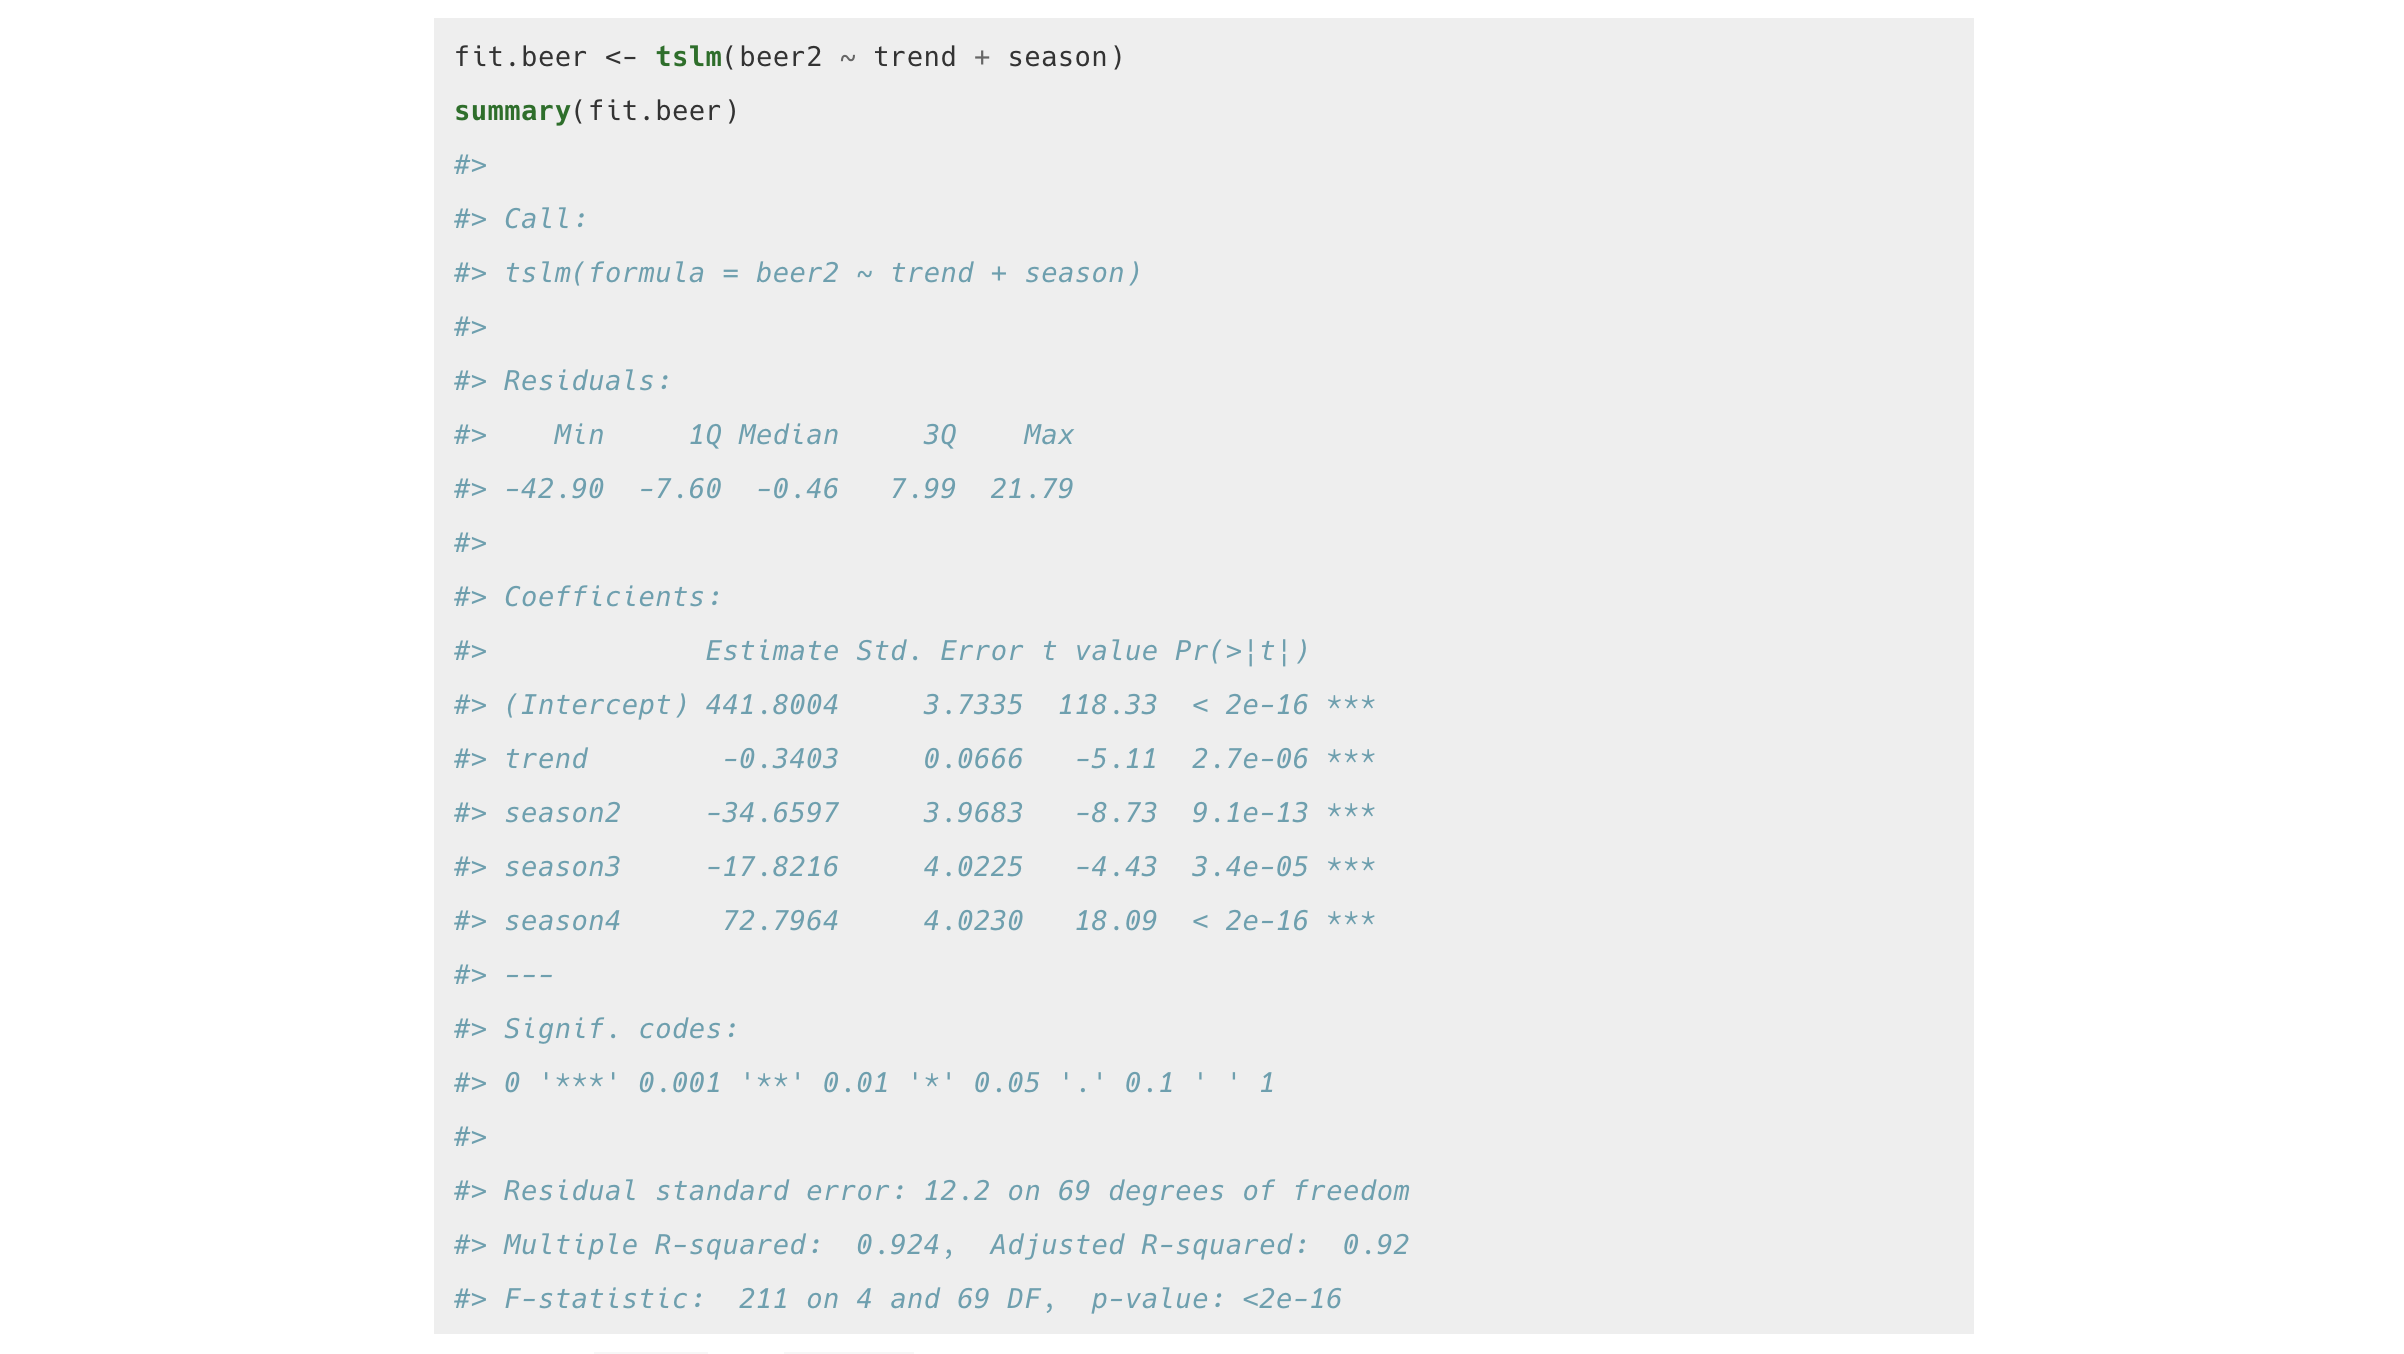 fit.beer <- tslm(beer2 ~ trend + season)
summary(fit.beer)
#>
#> Call:
#> tslm(formula = beer2 ~ trend + season)
#>
#> Residuals:
#>    Min     1Q Median     3Q    Max
#> -42.90  -7.60  -0.46   7.99  21.79
#>
#> Coefficients:
#>             Estimate Std. Error t value Pr(>|t|)
#> (Intercept) 441.8004     3.7335  118.33  < 2e-16 ***
#> trend        -0.3403     0.0666   -5.11  2.7e-06 ***
#> season2     -34.6597     3.9683   -8.73  9.1e-13 ***
#> season3     -17.8216     4.0225   -4.43  3.4e-05 ***
#> season4      72.7964     4.0230   18.09  < 2e-16 ***
#> ---
#> Signif. codes:
#> 0 '***' 0.001 '**' 0.01 '*' 0.05 '.' 0.1 ' ' 1
#>
#> Residual standard error: 12.2 on 69 degrees of freedom
#> Multiple R-squared:  0.924,  Adjusted R-squared:  0.92
#> F-statistic:  211 on 4 and 69 DF,  p-value: <2e-16